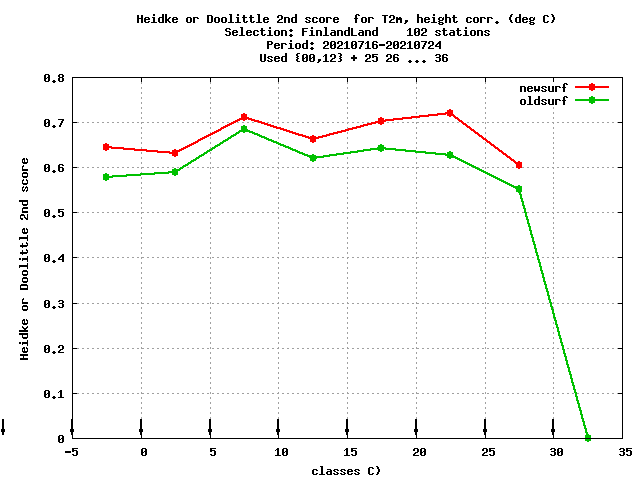 Heidke or Doolittle 2nd score  for T2m, height corr. (deg C)
Selection: FinlandLand    102 stations
Period: 20210716-20210724
Used {00,12} + 25 26 ... 36
newsurf
oldsurf
0.8
0.7
0.6
0.5
0.4
0.3
0.2
0.1
0
Heidke or Doolittle 2nd score
-5 0 5 10 15 20 25 30 35
classes C)